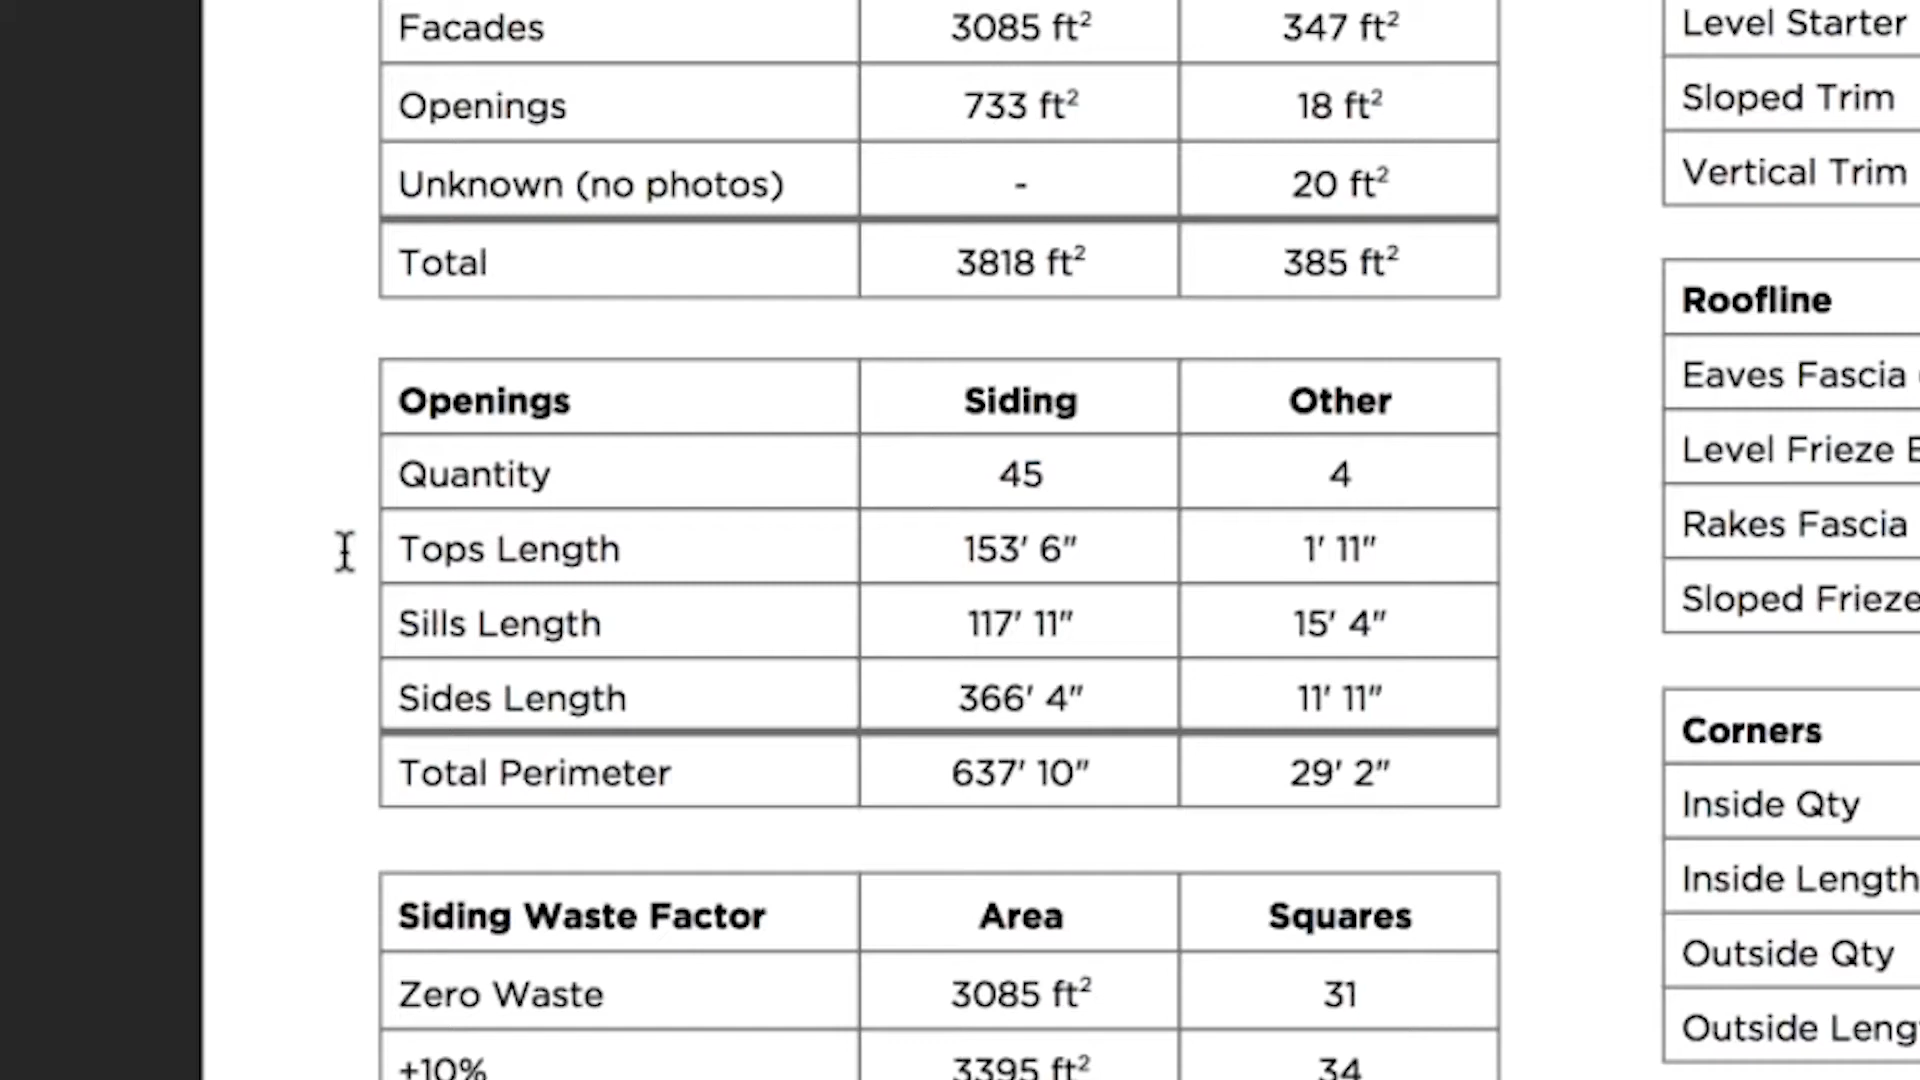 Facades 3085 ft² 347 ft²
Openings 733 ft² 18 ft²
Unknown (no photos) - 20 ft²
Total 3818 ft² 385 ft²
Openings Siding Other
Quantity 45 4
Tops Length 153' 6" 1' 11"
Sills Length 117' 11" 15' 4"
Sides Length 366' 4" 11' 11"
Total Perimeter 637' 10" 29' 2"
Siding Waste Factor Area Squares
Zero Waste 3085 ft² 31
+10% 3395 ft² 34
Level Starter
Sloped Trim
Vertical Trim
Roofline
Eaves Fascia
Level Frieze
Rakes Fascia
Sloped Frieze
Corners
Inside Qty
Inside Length
Outside Qty
Outside Leng